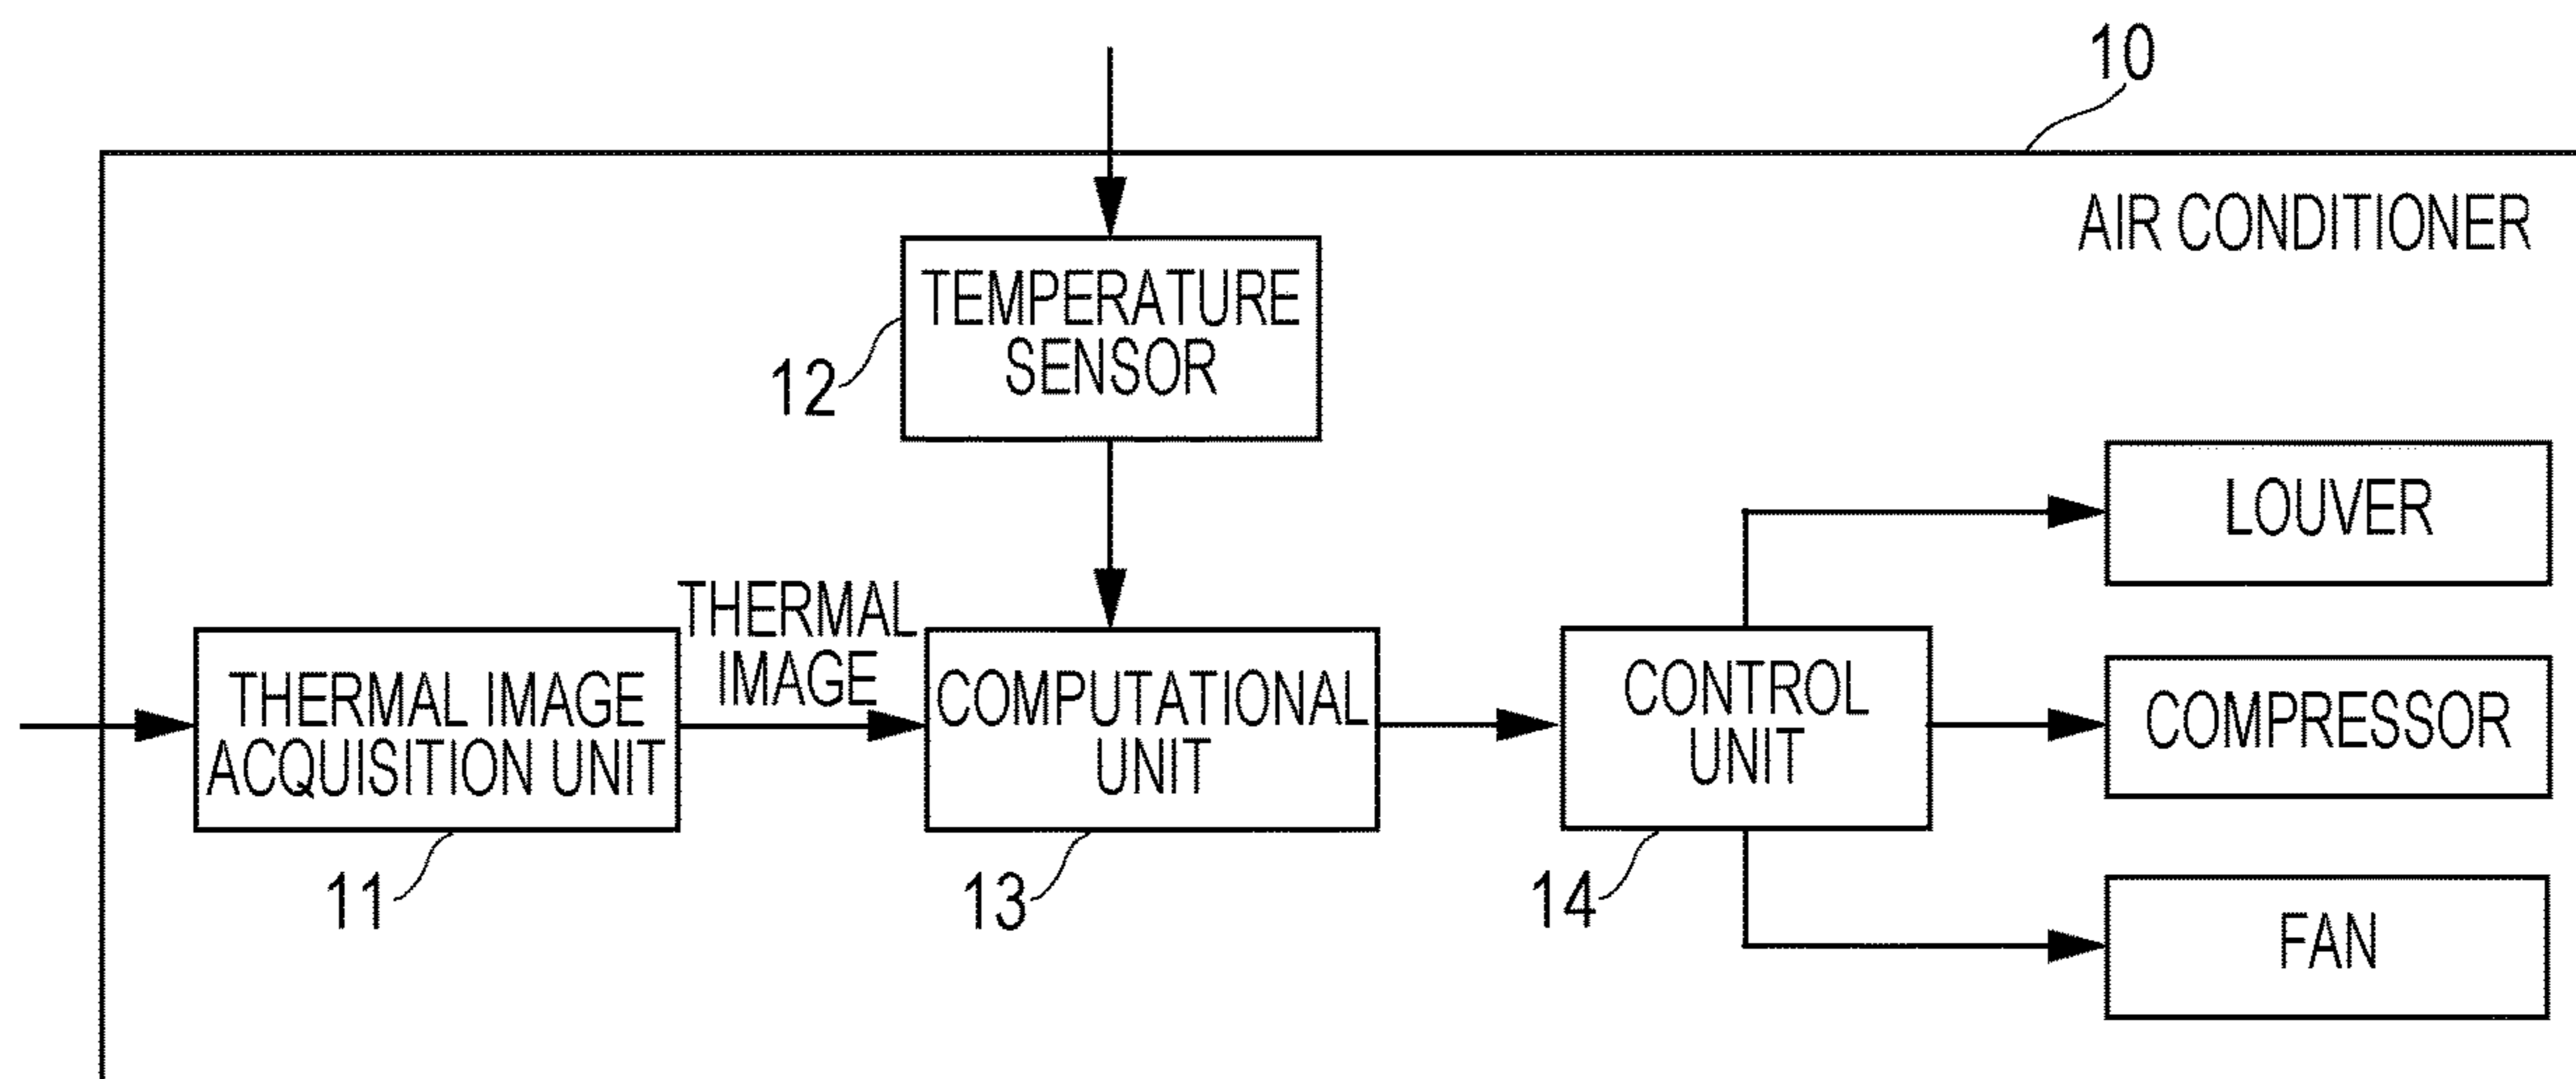 10
AIR CONDITIONER
TEMPERATURE
SENSOR
12
LOUVER
THERMAL
IMAGE
THERMAL IMAGE
ACQUISITION UNIT
COMPUTATIONAL
UNIT
CONTROL
UNIT
COMPRESSOR
11
13
14
FAN